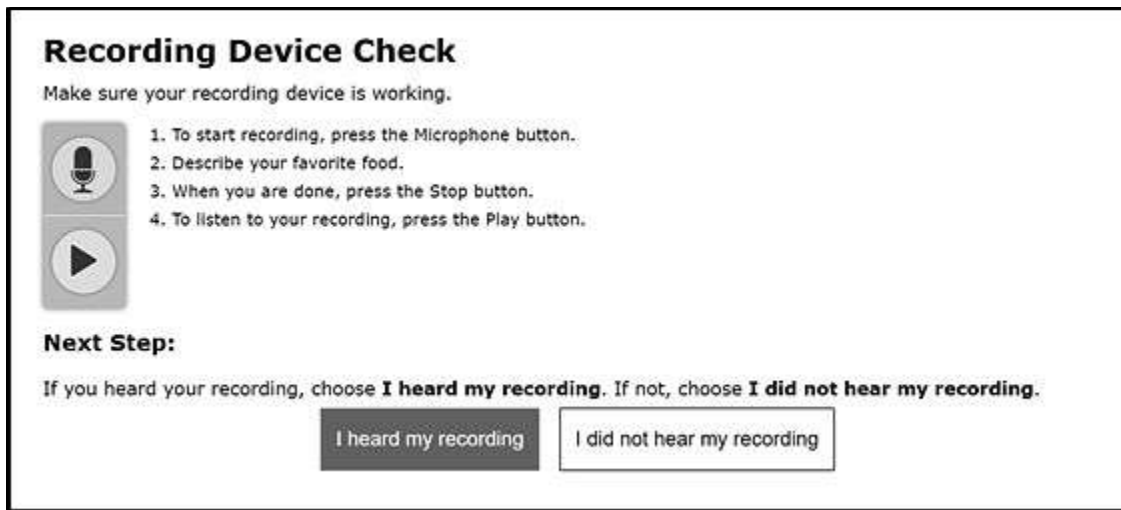 Recording Device Check
Make sure your recording device is working.
1. To start recording, press the Microphone button.
2. Describe your favorite food.
3. When you are done, press the Stop button.
4. To listen to your recording, press the Play button.
Next Step:
If you heard your recording, choose I heard my recording. If not, choose I did not hear my recording.
I heard my recording
I did not hear my recording